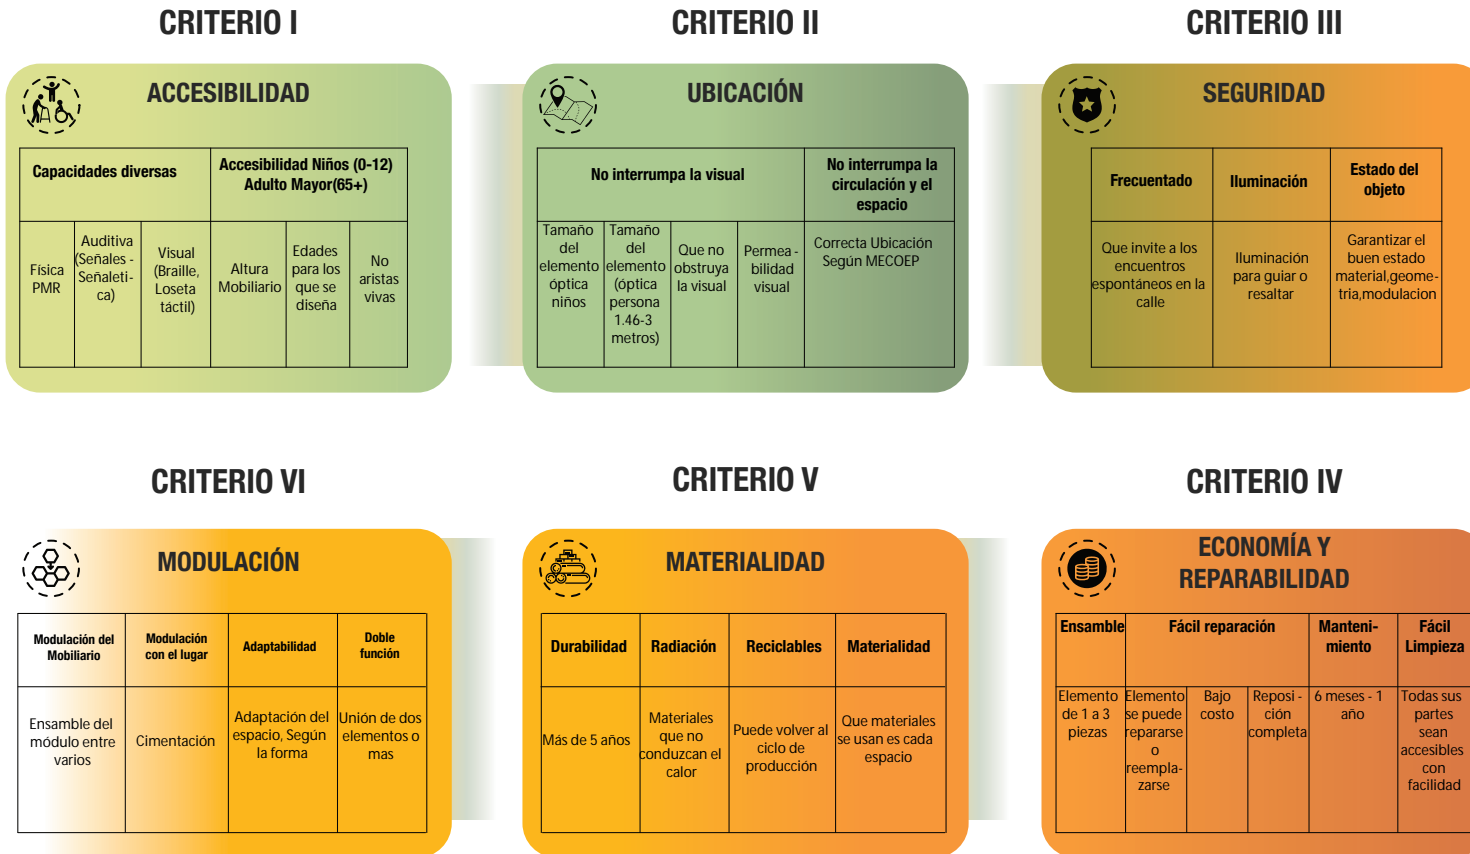 CRITERIO I
ACCESIBILIDAD
Capacidades diversas
Accesibilidad Niños (0-12)
Adulto Mayor(65+)
Física
PMR
Auditiva
(Señales -
Señaleti-
ca)
Visual
(Braille,
Loseta
táctil)
Altura
Mobiliario
Edades
para los
que se
diseña
No
aristas
vivas
CRITERIO II
UBICACIÓN
No interrumpa la visual
No interrumpa la
circulación y el
espacio
Tamaño
del
elemento
óptica
niños
Tamaño
del
elemento
(óptica
persona
1.46-3
metros)
Que no
obstruya
la visual
Permea -
bilidad
visual
Correcta Ubicación
Según MECOEP
CRITERIO III
SEGURIDAD
Frecuentado
Iluminación
Estado del
objeto
Que invite a los
encuentros
espontáneos en la
calle
Iluminación
para guiar o
resaltar
Garantizar el
buen estado
material,geome-
tria,modulacion
CRITERIO VI
MODULACIÓN
Modulación del
Mobiliario
Modulación
con el lugar
Adaptabilidad
Doble
función
Ensamble del
módulo entre
varios
Cimentación
Adaptación del
espacio, Según
la forma
Unión de dos
elementos o
mas
CRITERIO V
MATERIALIDAD
Durabilidad
Radiación
Reciclables
Materialidad
Más de 5 años
Materiales
que no
conduzcan el
calor
Puede volver al
ciclo de
producción
Que materiales
se usan es cada
espacio
CRITERIO IV
ECONOMÍA Y
REPARABILIDAD
Ensamble
Fácil reparación
Manteni-
miento
Fácil
Limpieza
Elemento
de 1 a 3
piezas
Elemento
se puede
repararse
o
reempla-
zarse
Bajo
costo
Reposi -
ción
completa
6 meses - 1
año
Todas sus
partes
sean
accesibles
con
facilidad